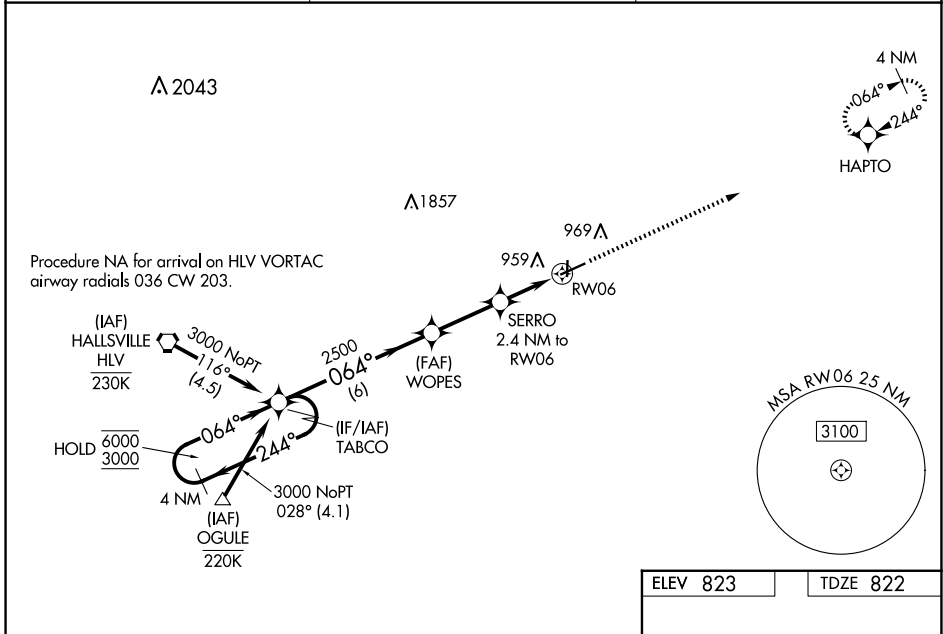 2043
4 NM
064°
244°
HAPTO
1857
969
959
RW06
Procedure NA for arrival on HLV VORTAC
airway radials 036 CW 203.
SERRO
2.4 NM to
RW06
(IAF)
HALLSVILLE
HLV
230K
3000 NoPT
116°
(4.5)
2500
064°
(6)
(FAF)
WOPES
MSA RW06 25 NM
3100
064°
244°
(IF/IAF)
TABCO
HOLD 6000
3000
4 NM
3000 NoPT
028° (4.1)
(IAF)
OGULE
220K
ELEV 823
TDZE 822